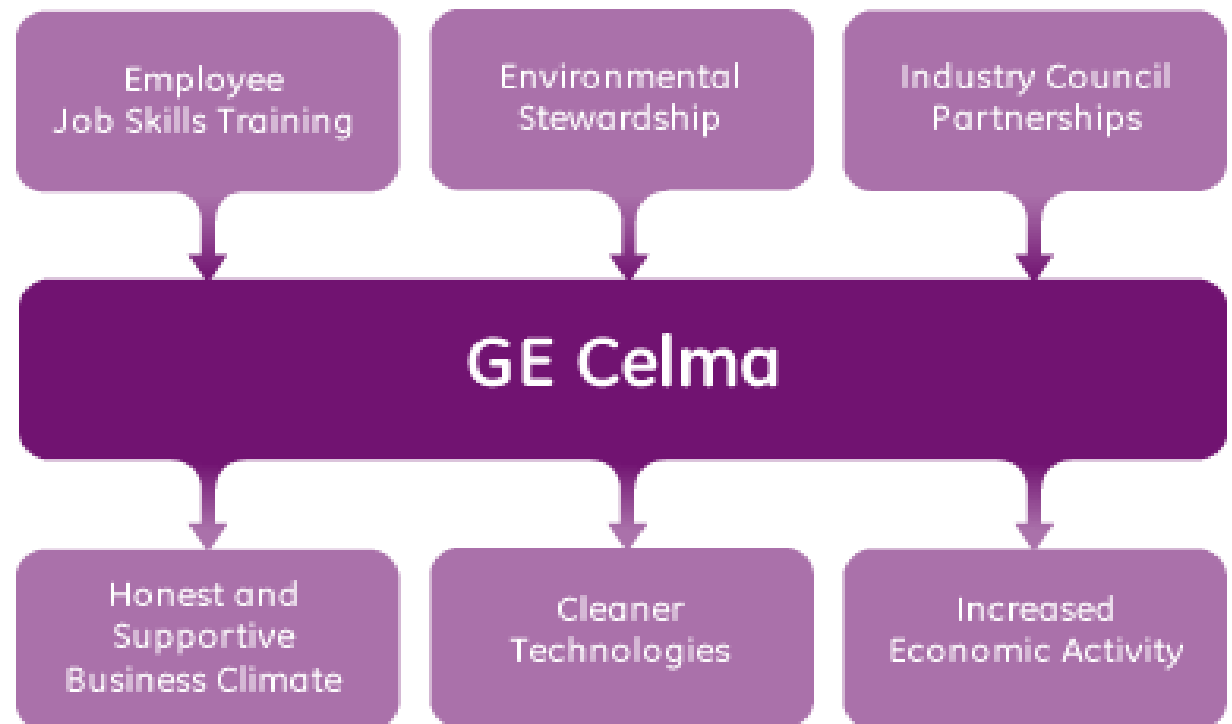 Employee
Job Skills Training
Environmental
Stewardship
Industry Council
Partnerships
GE Celma
Honest and
Supportive
Business Climate
Cleaner
Technologies
Increased
Economic Activity